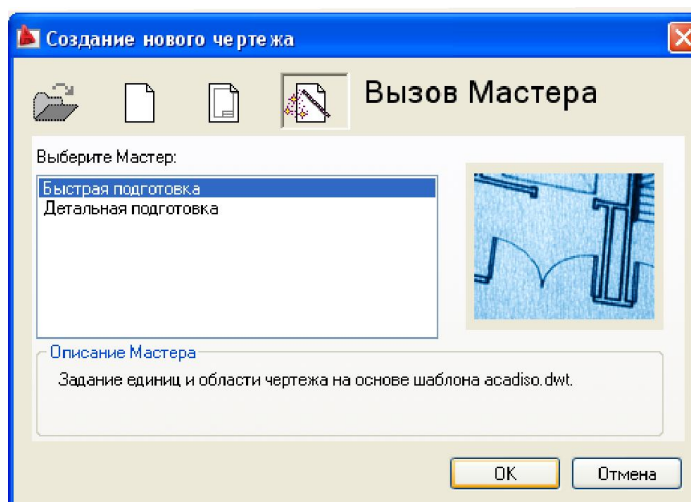 Создание нового чертежа
Вызов Мастера
Выберите Мастер:
Быстрая подготовка
Детальная подготовка
Описание Мастера
Задание единиц и области чертежа на основе шаблона acadiso.dwt.
OK Отмена